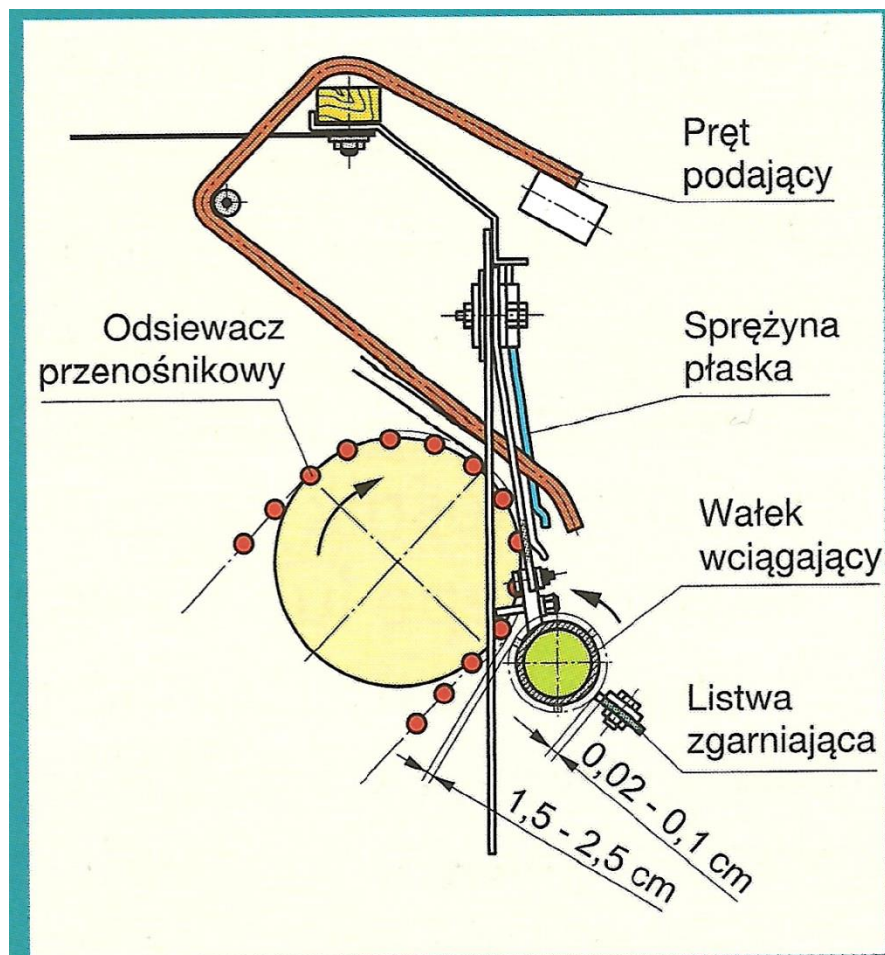 Pręt
podający
Odsiewacz
przenośnikowy
Sprężyna
płaska
Wałek
wciągający
Listwa
zgarniająca
0,02 - 0,1 cm
1,5 - 2,5 cm